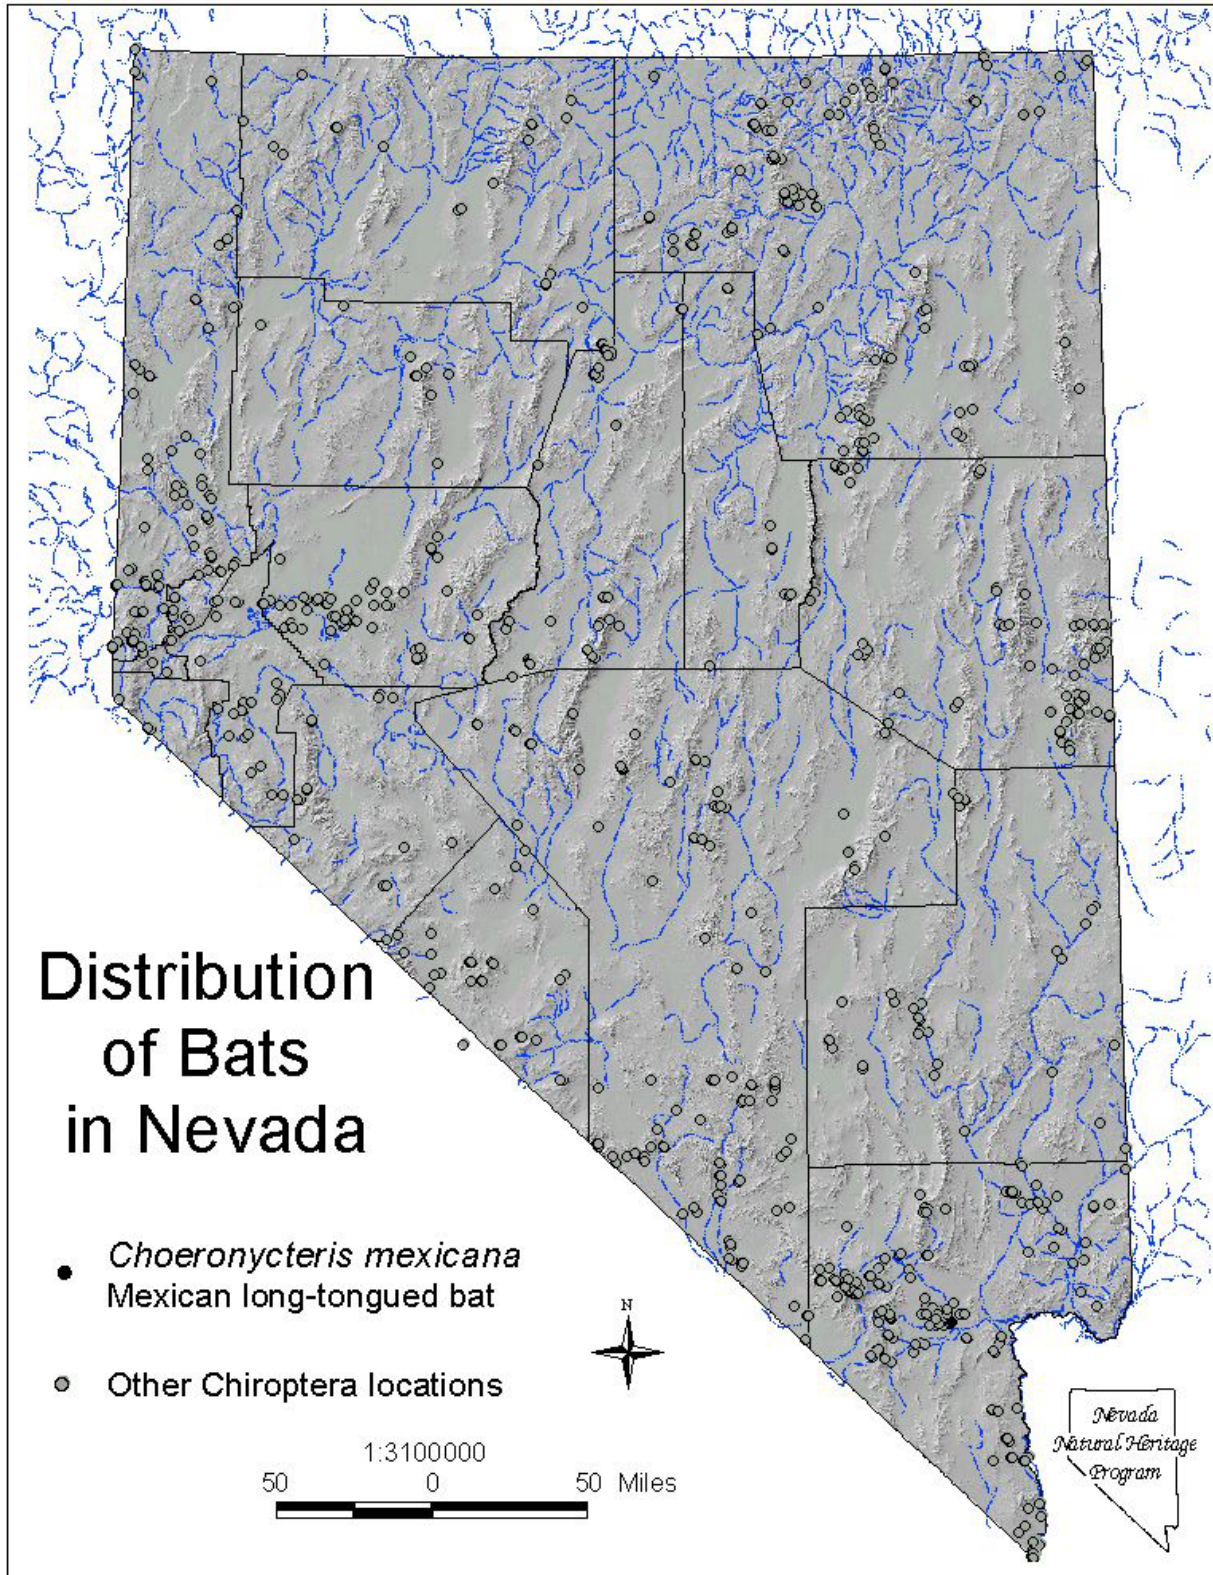 Distribution
of Bats
in Nevada
Choeronycteris mexicana
Mexican long-tongued bat
Other Chiroptera locations
N
1:3100000
50 0 50 Miles
Nevada
Natural Heritage
Program